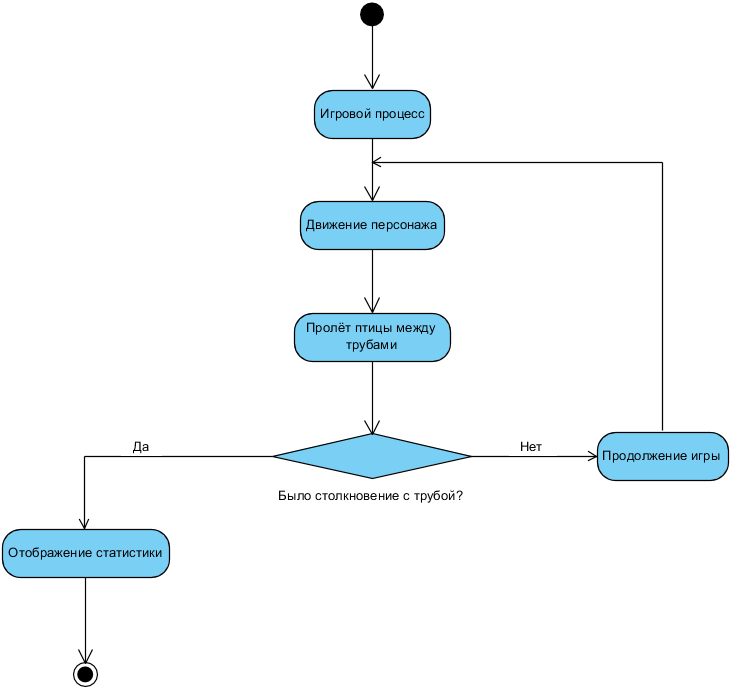 Игровой процесс
Движение персонажа
Пролёт птицы между
трубами
Да
Нет
Продолжение игры
Было столкновение с трубой?
Отображение статистики